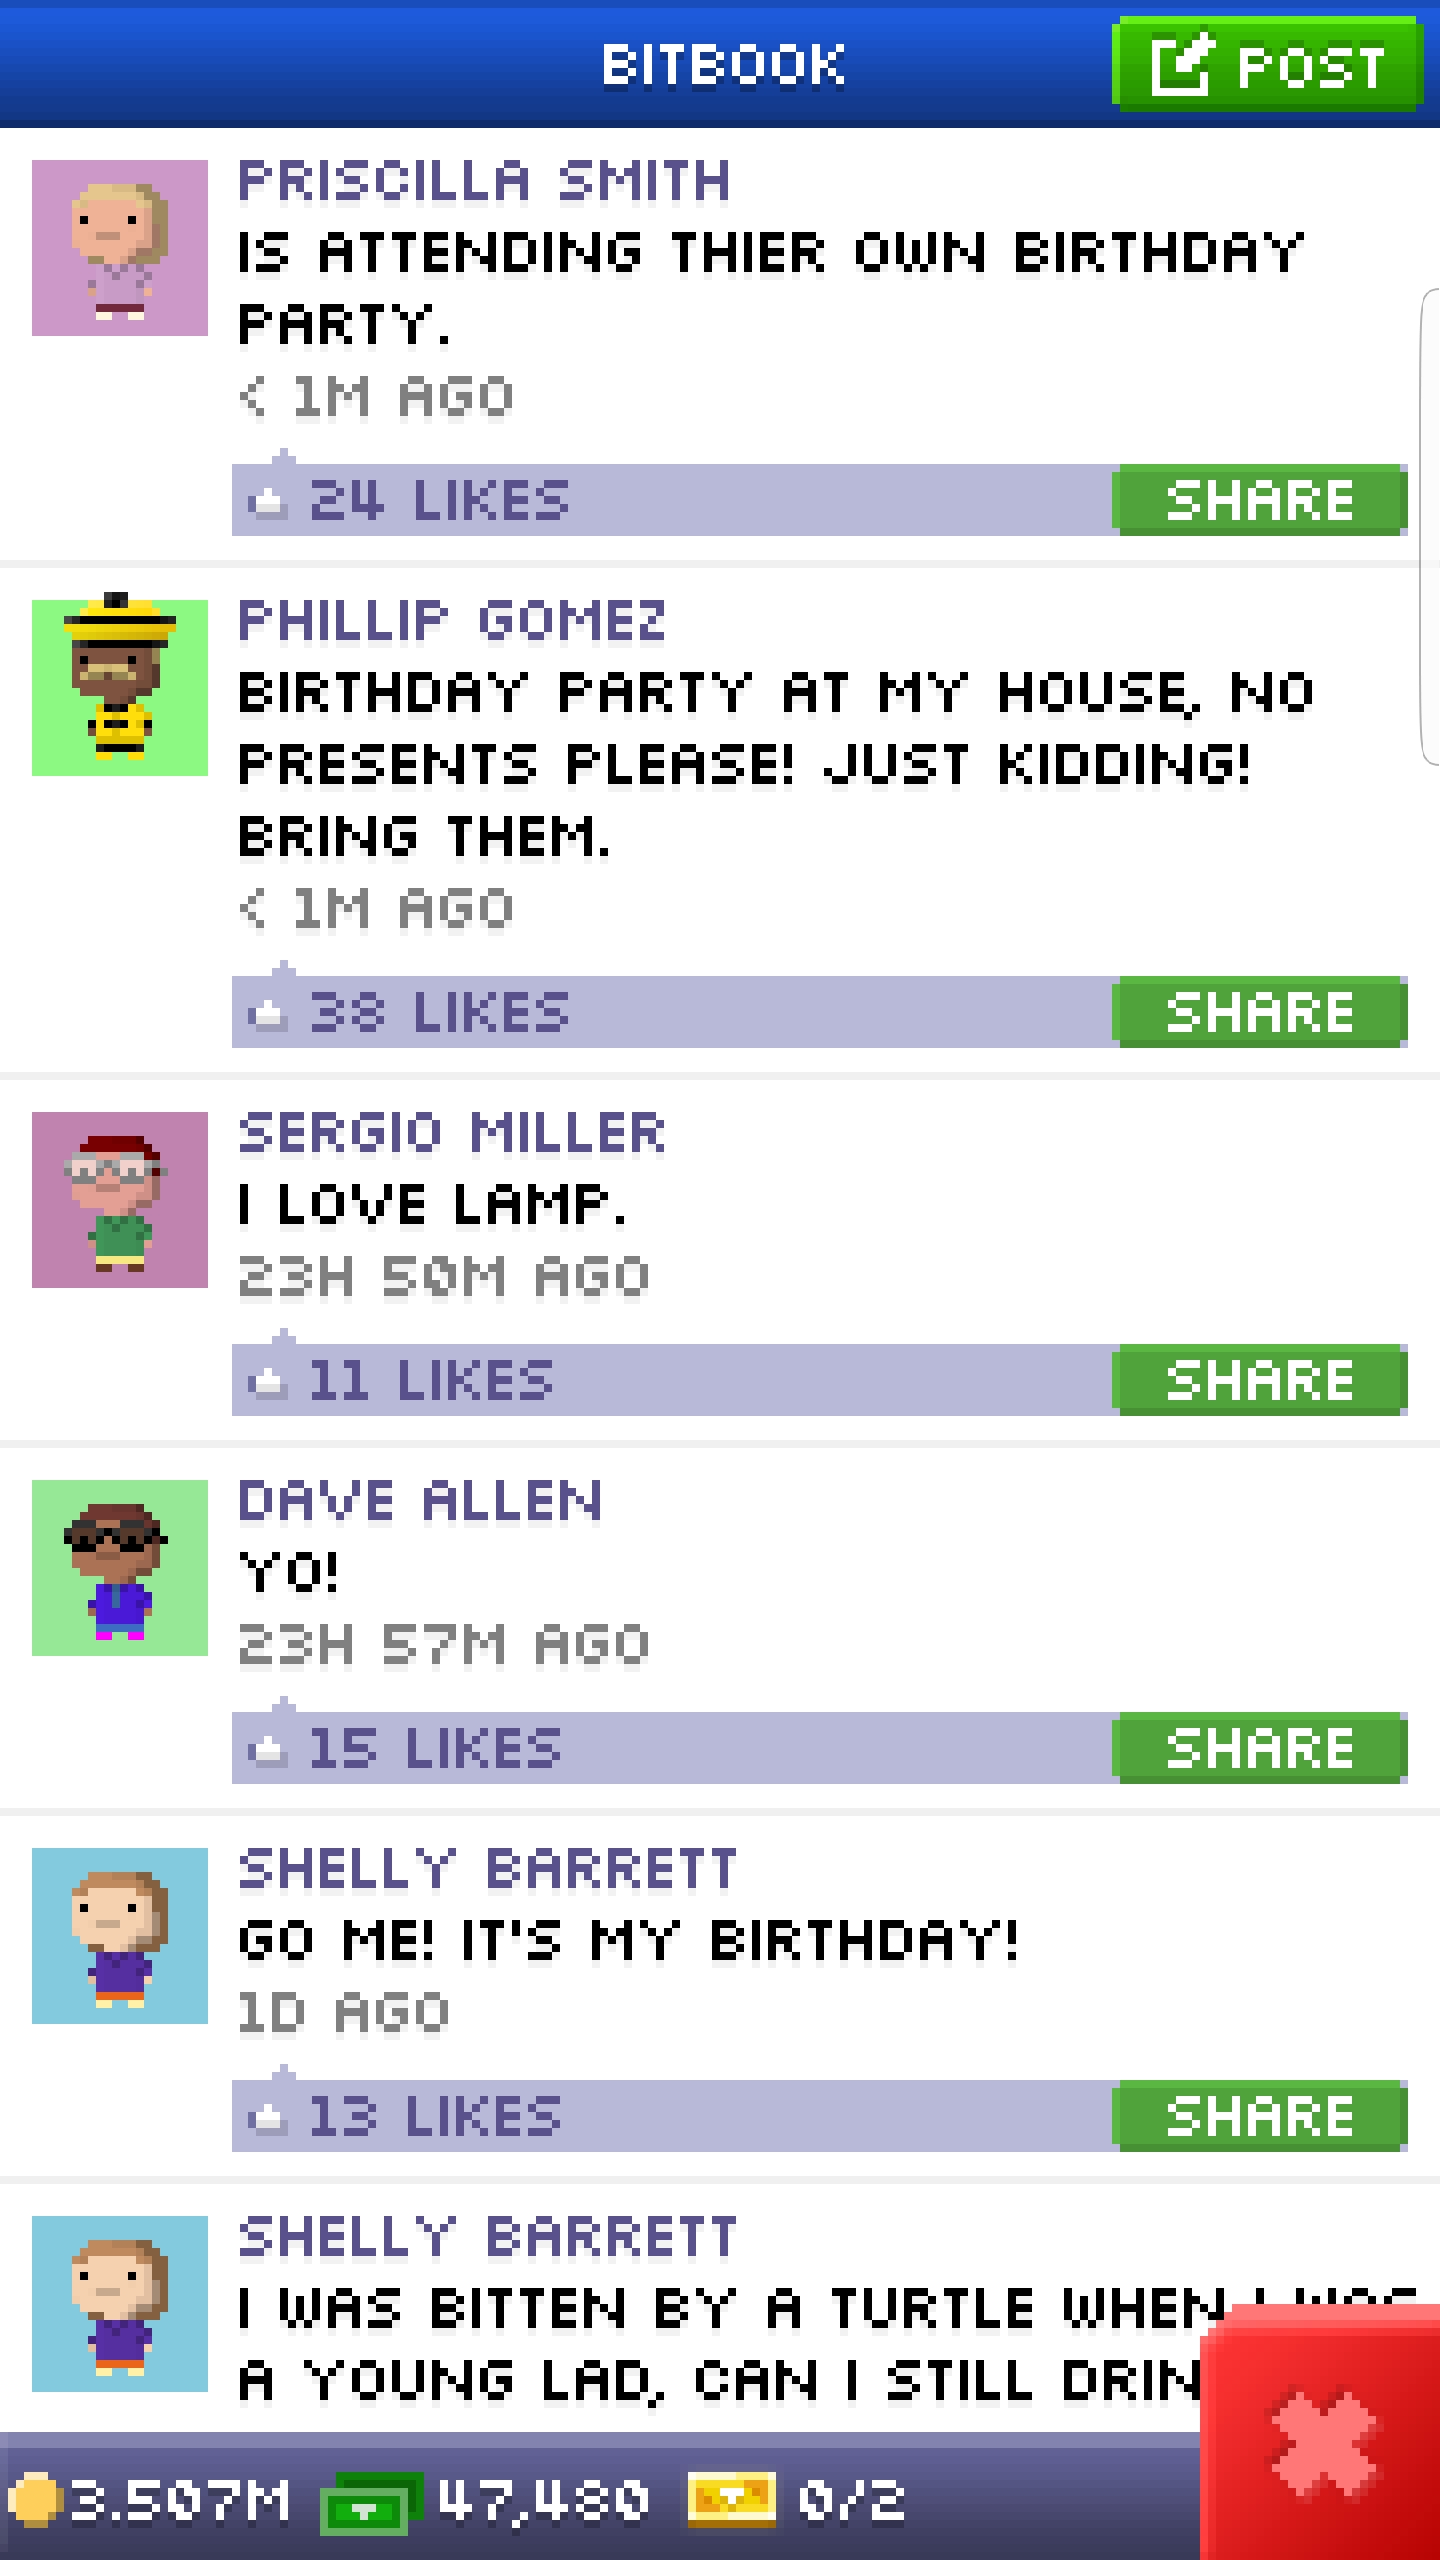 BITBOOK
POST
PRISCILLA SMITH
IS ATTENDING THIER OWN BIRTHDAY
PARTY.
< 1M AGO
24 LIKES
SHARE
PHILLIP GOMEZ
BIRTHDAY PARTY AT MY HOUSE, NO
PRESENTS PLEASE! JUST KIDDING!
BRING THEM.
< 1M AGO
38 LIKES
SHARE
SERGIO MILLER
I LOVE LAMP.
23H 50M AGO
11 LIKES
SHARE
DAVE ALLEN
YO!
23H 57M AGO
15 LIKES
SHARE
SHELLY BARRETT
GO ME! IT'S MY BIRTHDAY!
1D AGO
13 LIKES
SHARE
SHELLY BARRETT
I WAS BITTEN BY A TURTLE WHEN I WAS
A YOUNG LAD, CAN I STILL
3.507M
47,480
0/2